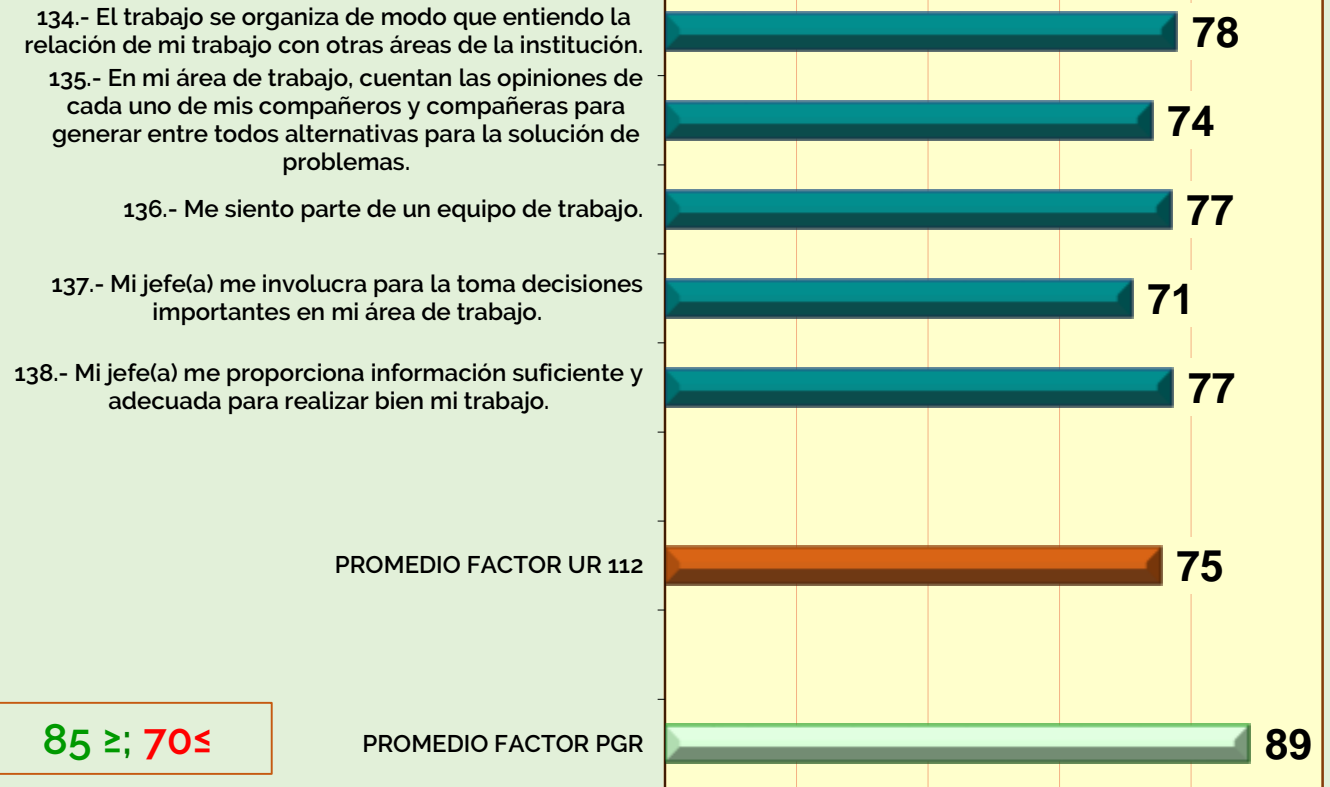 134.- El trabajo se organiza de modo que entiendo la
relación de mi trabajo con otras áreas de la institución.
78
135.- En mi área de trabajo, cuentan las opiniones de
cada uno de mis compañeros y compañeras para
generar entre todos alternativas para la solución de
problemas.
74
136.- Me siento parte de un equipo de trabajo.
77
137.- Mi jefe(a) me involucra para la toma decisiones
importantes en mi área de trabajo.
71
138.- Mi jefe(a) me proporciona información suficiente y
adecuada para realizar bien mi trabajo.
77
PROMEDIO FACTOR UR 112
75
85 ≥; 70≤
PROMEDIO FACTOR PGR
89